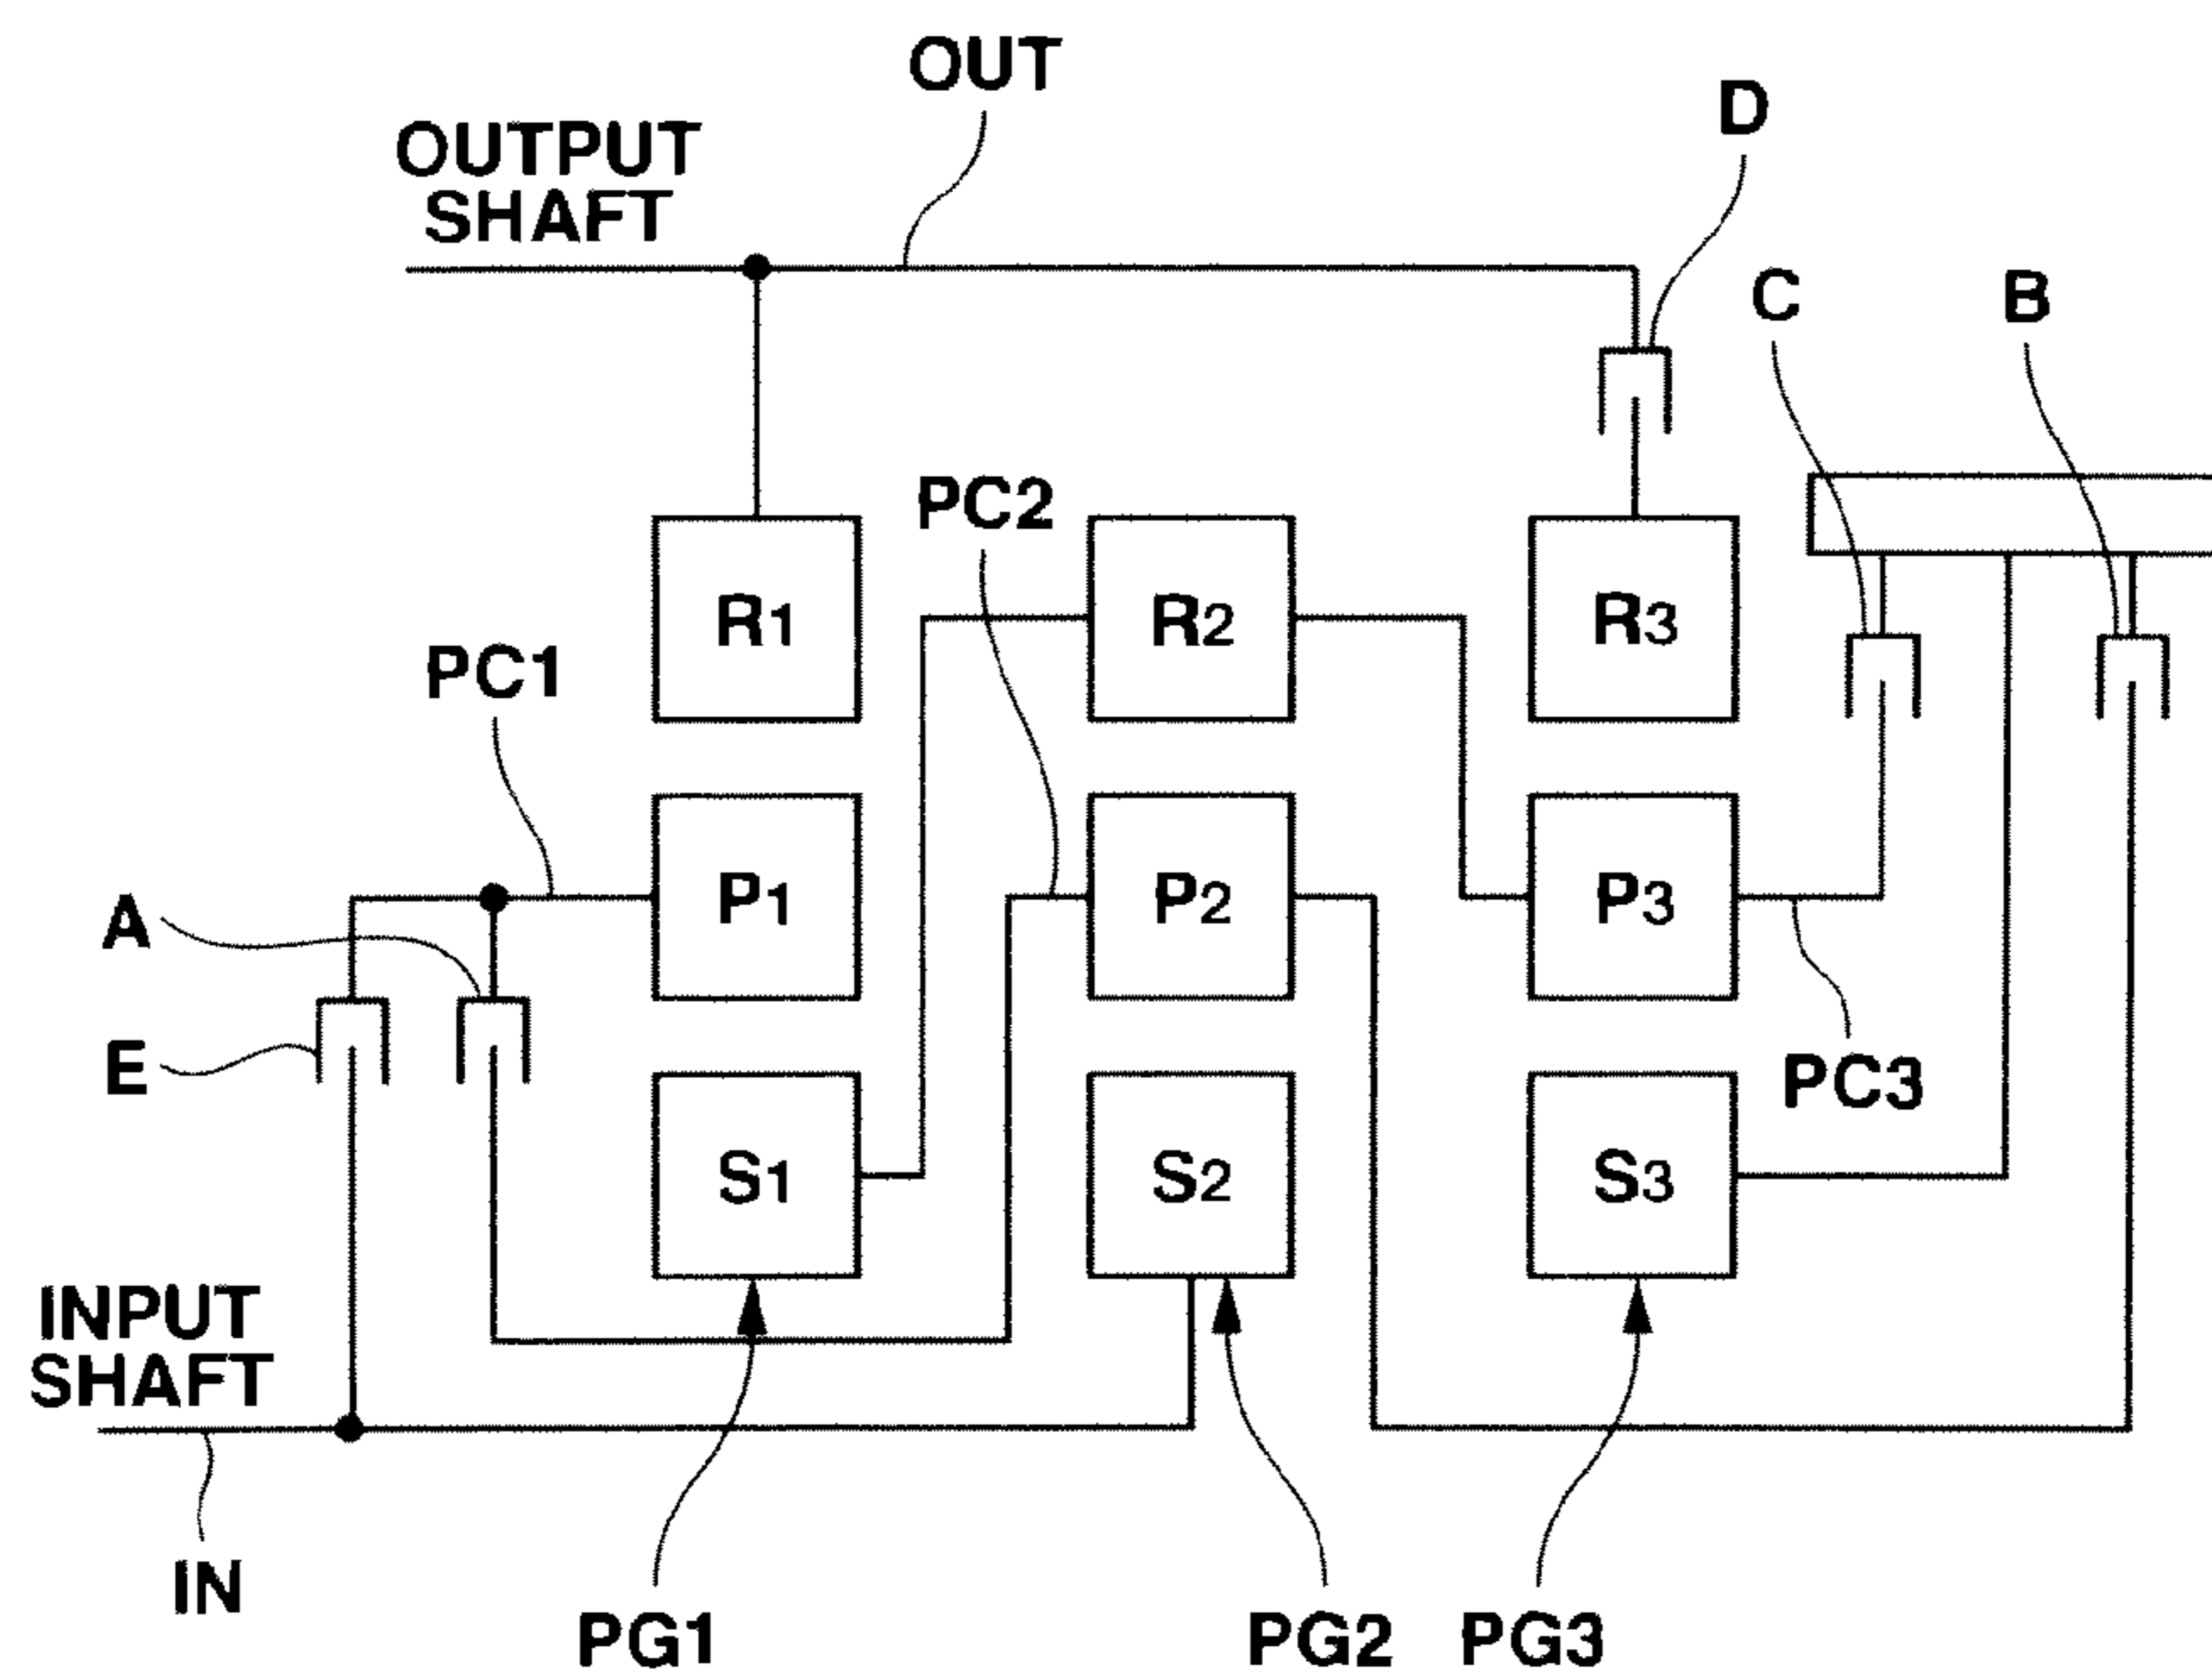 OUT
D
OUTPUT
SHAFT
C
B
PC2
R1
R2
R3
PC1
A
P1
P2
P3
E
PC3
S1
S2
S3
INPUT
SHAFT
IN
PG1
PG2
PG3